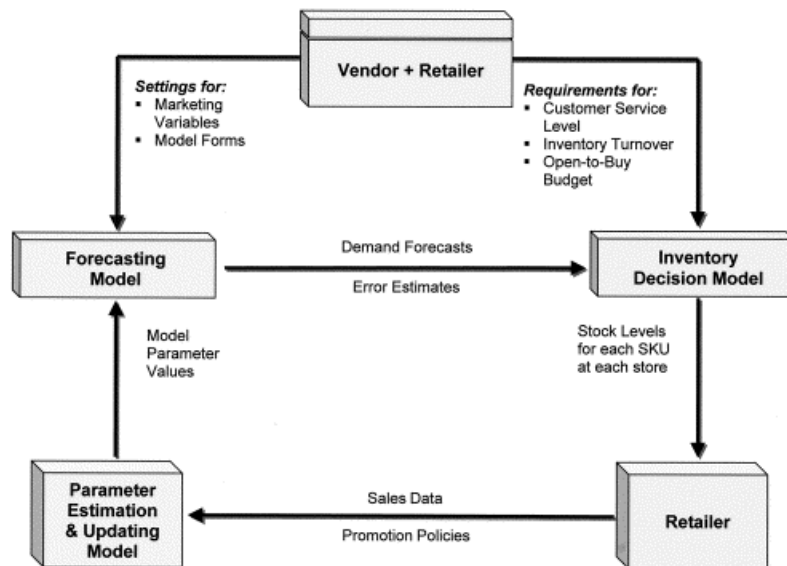 Vendor + Retailer
Settings for:
▪ Marketing
Variables
▪ Model Forms
Requirements for:
▪ Customer Service
Level
▪ Inventory Turnover
▪ Open-to-Buy
Budget
Forecasting
Model
Demand Forecasts
Error Estimates
Inventory
Decision Model
Model
Parameter
Values
Stock Levels
for each SKU
at each store
Parameter
Estimation
& Updating
Model
Sales Data
Promotion Policies
Retailer